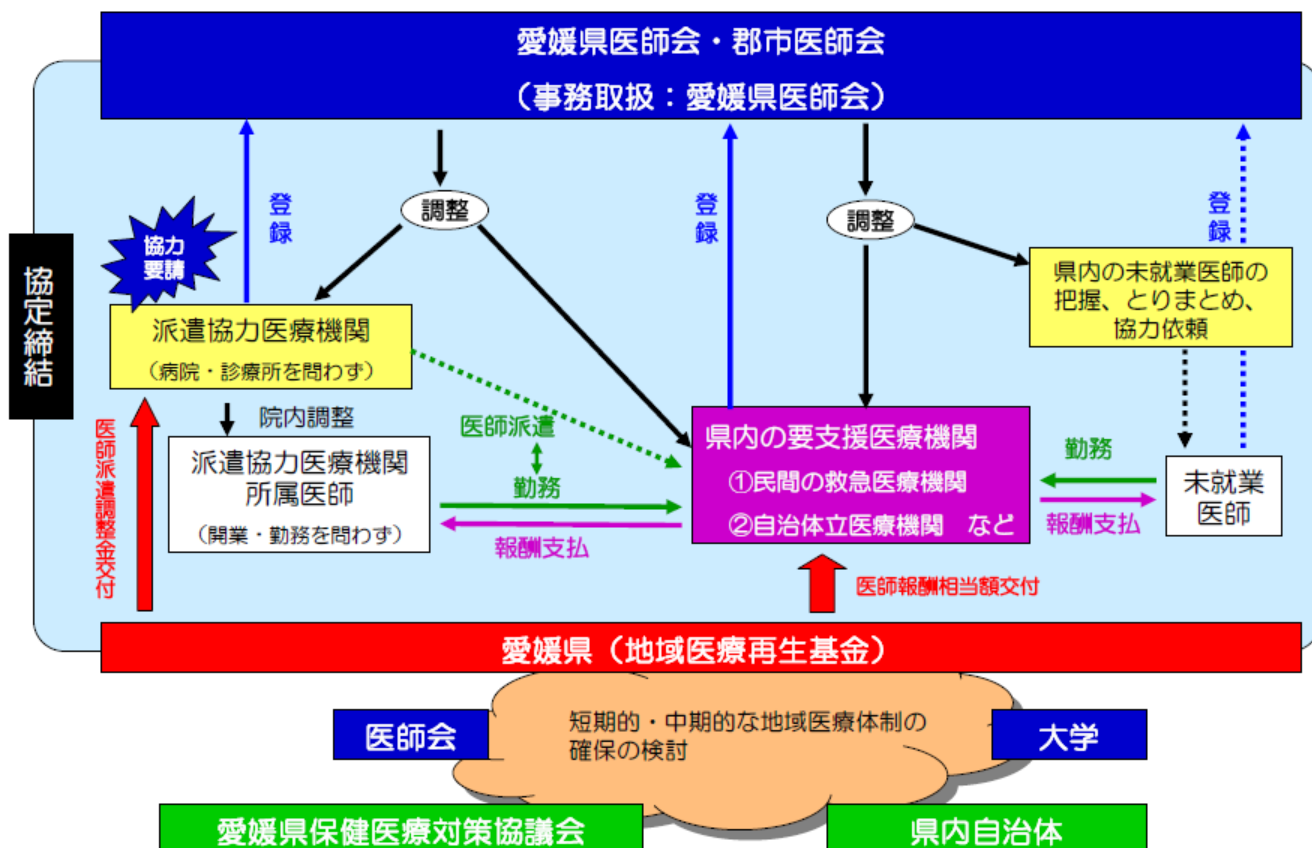 愛媛県医師会・郡市医師会
（事務取扱：愛媛県医師会）
協定締結
協力
要請
登録
調整
登録
調整
登録
派遣協力医療機関
（病院・診療所を問わず）
県内の未就業医師の
把握、とりまとめ、
協力依頼
医師派遣調整金交付
院内調整
派遣協力医療機関
所属医師
（開業・勤務を問わず）
医師派遣
勤務
報酬支払
県内の要支援医療機関
①民間の救急医療機関
②自治体立医療機関　など
勤務
報酬支払
未就業
医師
医師報酬相当額交付
愛媛県（地域医療再生基金）
短期的・中期的な地域医療体制の
確保の検討
医師会
大学
愛媛県保健医療対策協議会
県内自治体